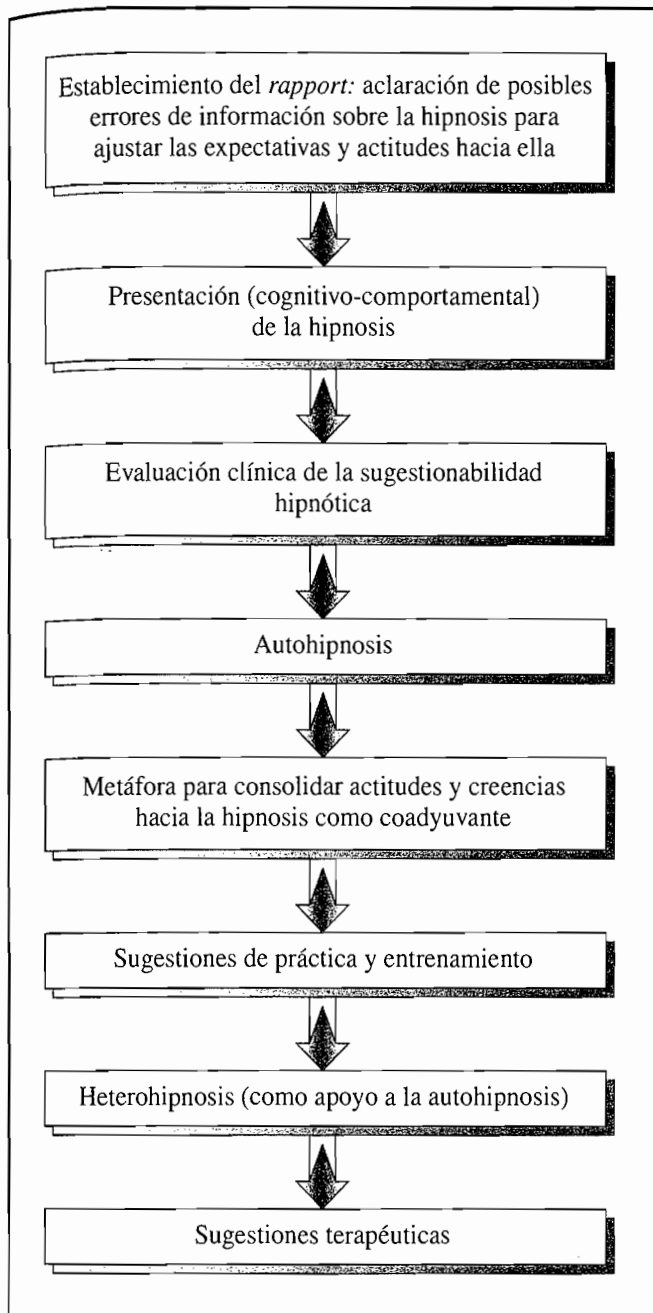 Establecimiento del rapport: aclaración de posibles
errores de información sobre la hipnosis para
ajustar las expectativas y actitudes hacia ella
Presentación (cognitivo-comportamental)
de la hipnosis
Evaluación clínica de la sugestionabilidad
hipnótica
Autohipnosis
Metáfora para consolidar actitudes y creencias
hacia la hipnosis como coadyuvante
Sugestiones de práctica y entrenamiento
Heterohipnosis (como apoyo a la autohipnosis)
Sugestiones terapéuticas